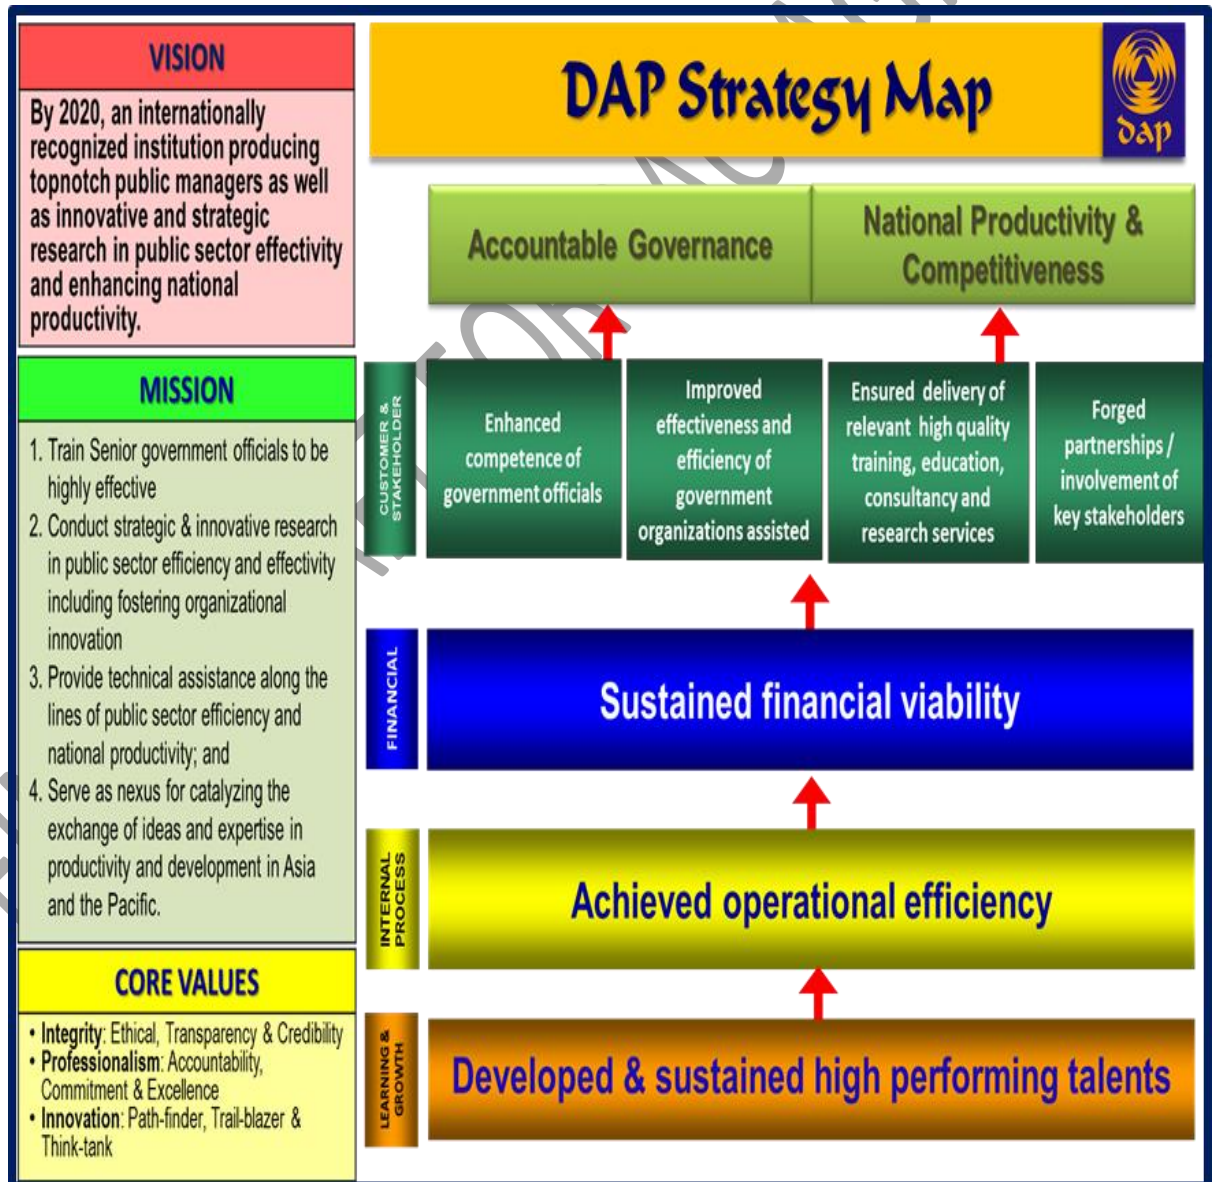 VISION
By 2020, an internationally
recognized institution producing
topnotch public managers as well
as innovative and strategic
research in public sector effectivity
and enhancing national
productivity.
MISSION
1. Train Senior government officials to be
highly effective
2. Conduct strategic & innovative research
in public sector efficiency and effectivity
including fostering organizational
innovation
3. Provide technical assistance along the
lines of public sector efficiency and
national productivity; and
4. Serve as nexus for catalyzing the
exchange of ideas and expertise in
productivity and development in Asia
and the Pacific.
CORE VALUES
• Integrity: Ethical, Transparency & Credibility
• Professionalism: Accountability,
Commitment & Excellence
• Innovation: Path-finder, Trail-blazer &
Think-tank
DAP Strategy Map
dap
Accountable Governance
National Productivity &
Competitiveness
CUSTOMER &
STAKEHOLDER
Enhanced
competence of
government officials
Improved
effectiveness and
efficiency of
government
organizations assisted
Ensured delivery of
relevant high quality
training, education,
consultancy and
research services
Forged
partnerships /
involvement of
key stakeholders
FINANCIAL
Sustained financial viability
INTERNAL
PROCESS
Achieved operational efficiency
LEARNING &
GROWTH
Developed & sustained high performing talents